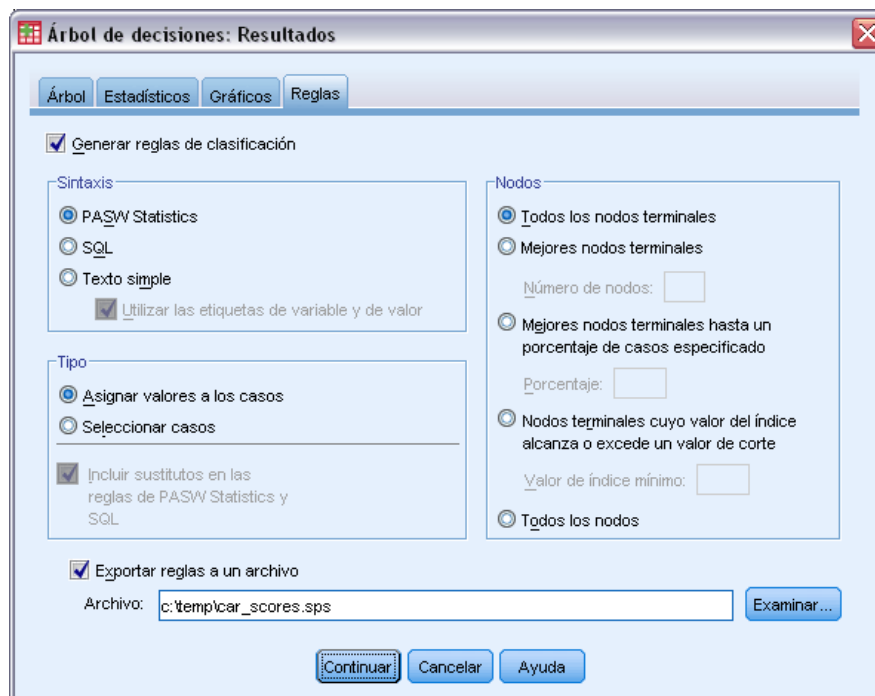 Árbol de decisiones: Resultados
Árbol
Estadísticos
Gráficos
Reglas
Generar reglas de clasificación
Sintaxis
PASW Statistics
SQL
Texto simple
Utilizar las etiquetas de variable y de valor
Tipo
Asignar valores a los casos
Seleccionar casos
Incluir sustitutos en las
reglas de PASW Statistics y
SQL
Nodos
Todos los nodos terminales
Mejores nodos terminales
Número de nodos:
Mejores nodos terminales hasta un
porcentaje de casos especificado
Porcentaje:
Nodos terminales cuyo valor del índice
alcanza o excede un valor de corte
Valor de índice mínimo:
Todos los nodos
Exportar reglas a un archivo
Archivo:
c:\temp\car_scores.sps
Examinar...
Continuar
Cancelar
Ayuda